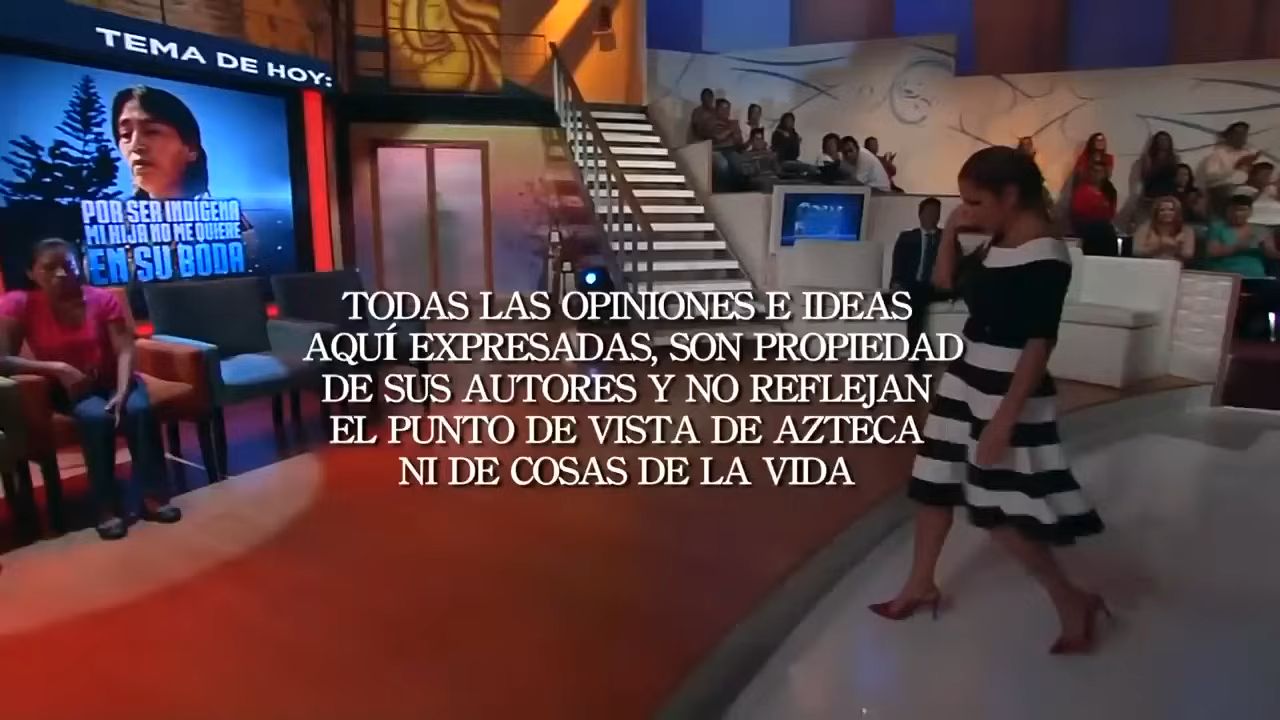 TEMA DE HOY:
POR SER INDÍGENA
MI HIJA NO ME QUIERE
EN SU BODA
TODAS LAS OPINIONES E IDEAS
AQUÍ EXPRESADAS, SON PROPIEDAD
DE SUS AUTORES Y NO REFLEJAN
EL PUNTO DE VISTA DE AZTECA
NI DE COSAS DE LA VIDA